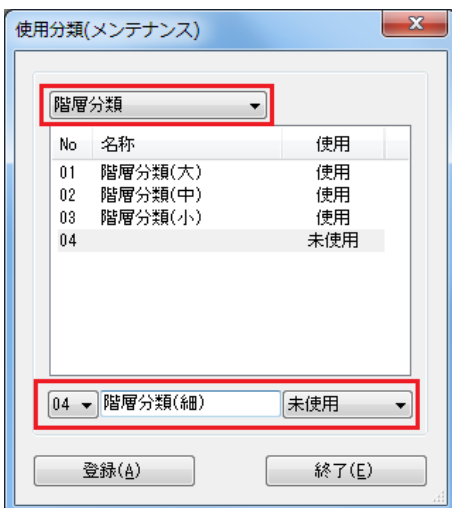 使用分類(メンテナンス)
階層分類
No 名称 使用
01 階層分類(大) 使用
02 階層分類(中) 使用
03 階層分類(小) 使用
04 未使用
04 階層分類(細) 未使用
登録(A) 終了(E)